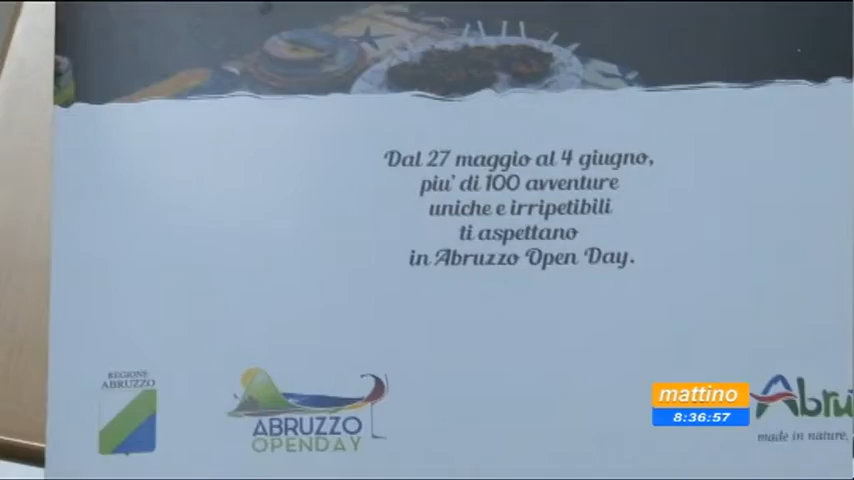 Dal 27 maggio al 4 giugno,
piu' di 100 avventure
uniche e irripetibili
ti aspettano
in Abruzzo Open Day.
REGIONE
ABRUZZO
ABRUZZO
OPENDAY
mattino
8:36:57
Abru
made in nature,